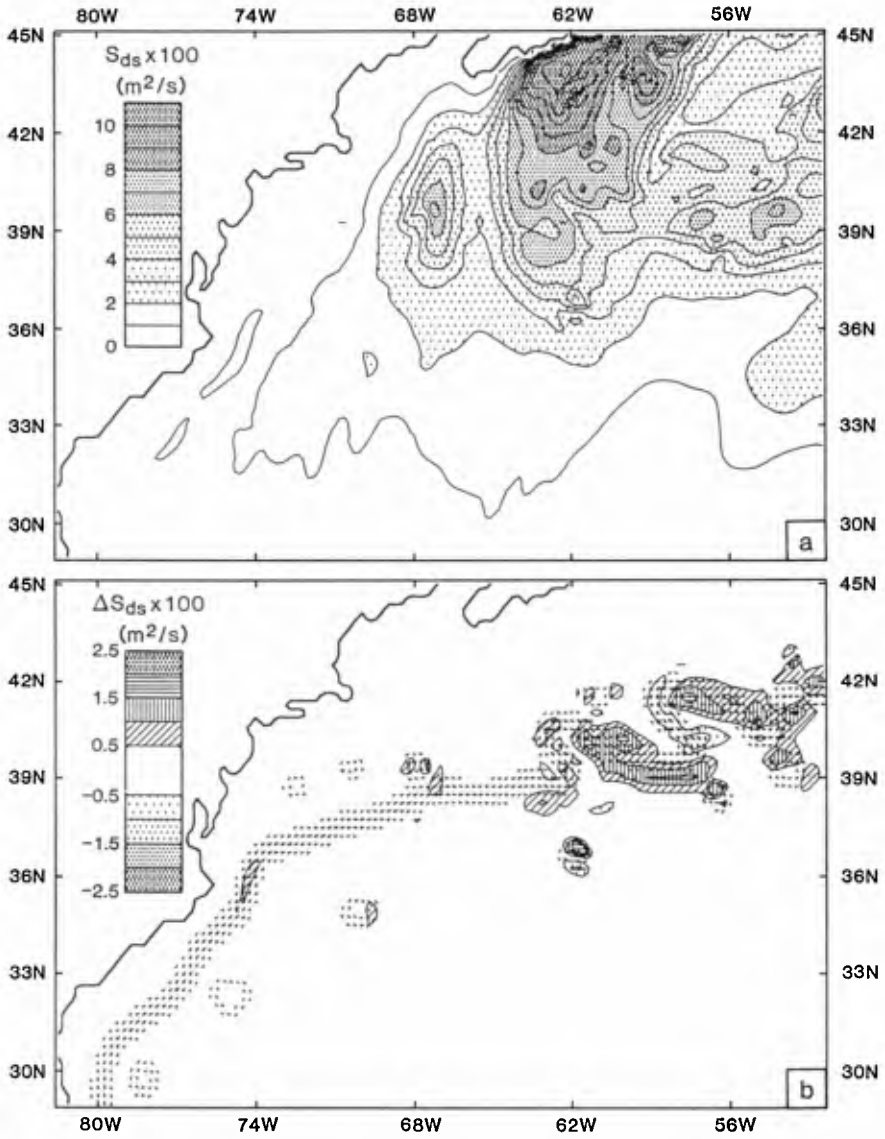 80W 74W 68W 62W 56W
45N 45N
S_ds x 100
(m²/s)
10
42N 42N
8
6
39N 39N
4
2
36N 36N
0
33N 33N
30N 30N
a
45N 45N
ΔS_ds x 100
(m²/s)
2.5
42N 42N
1.5
0.5
39N 39N
-0.5
-1.5
36N 36N
-2.5
33N 33N
30N 30N
b
80W 74W 68W 62W 56W